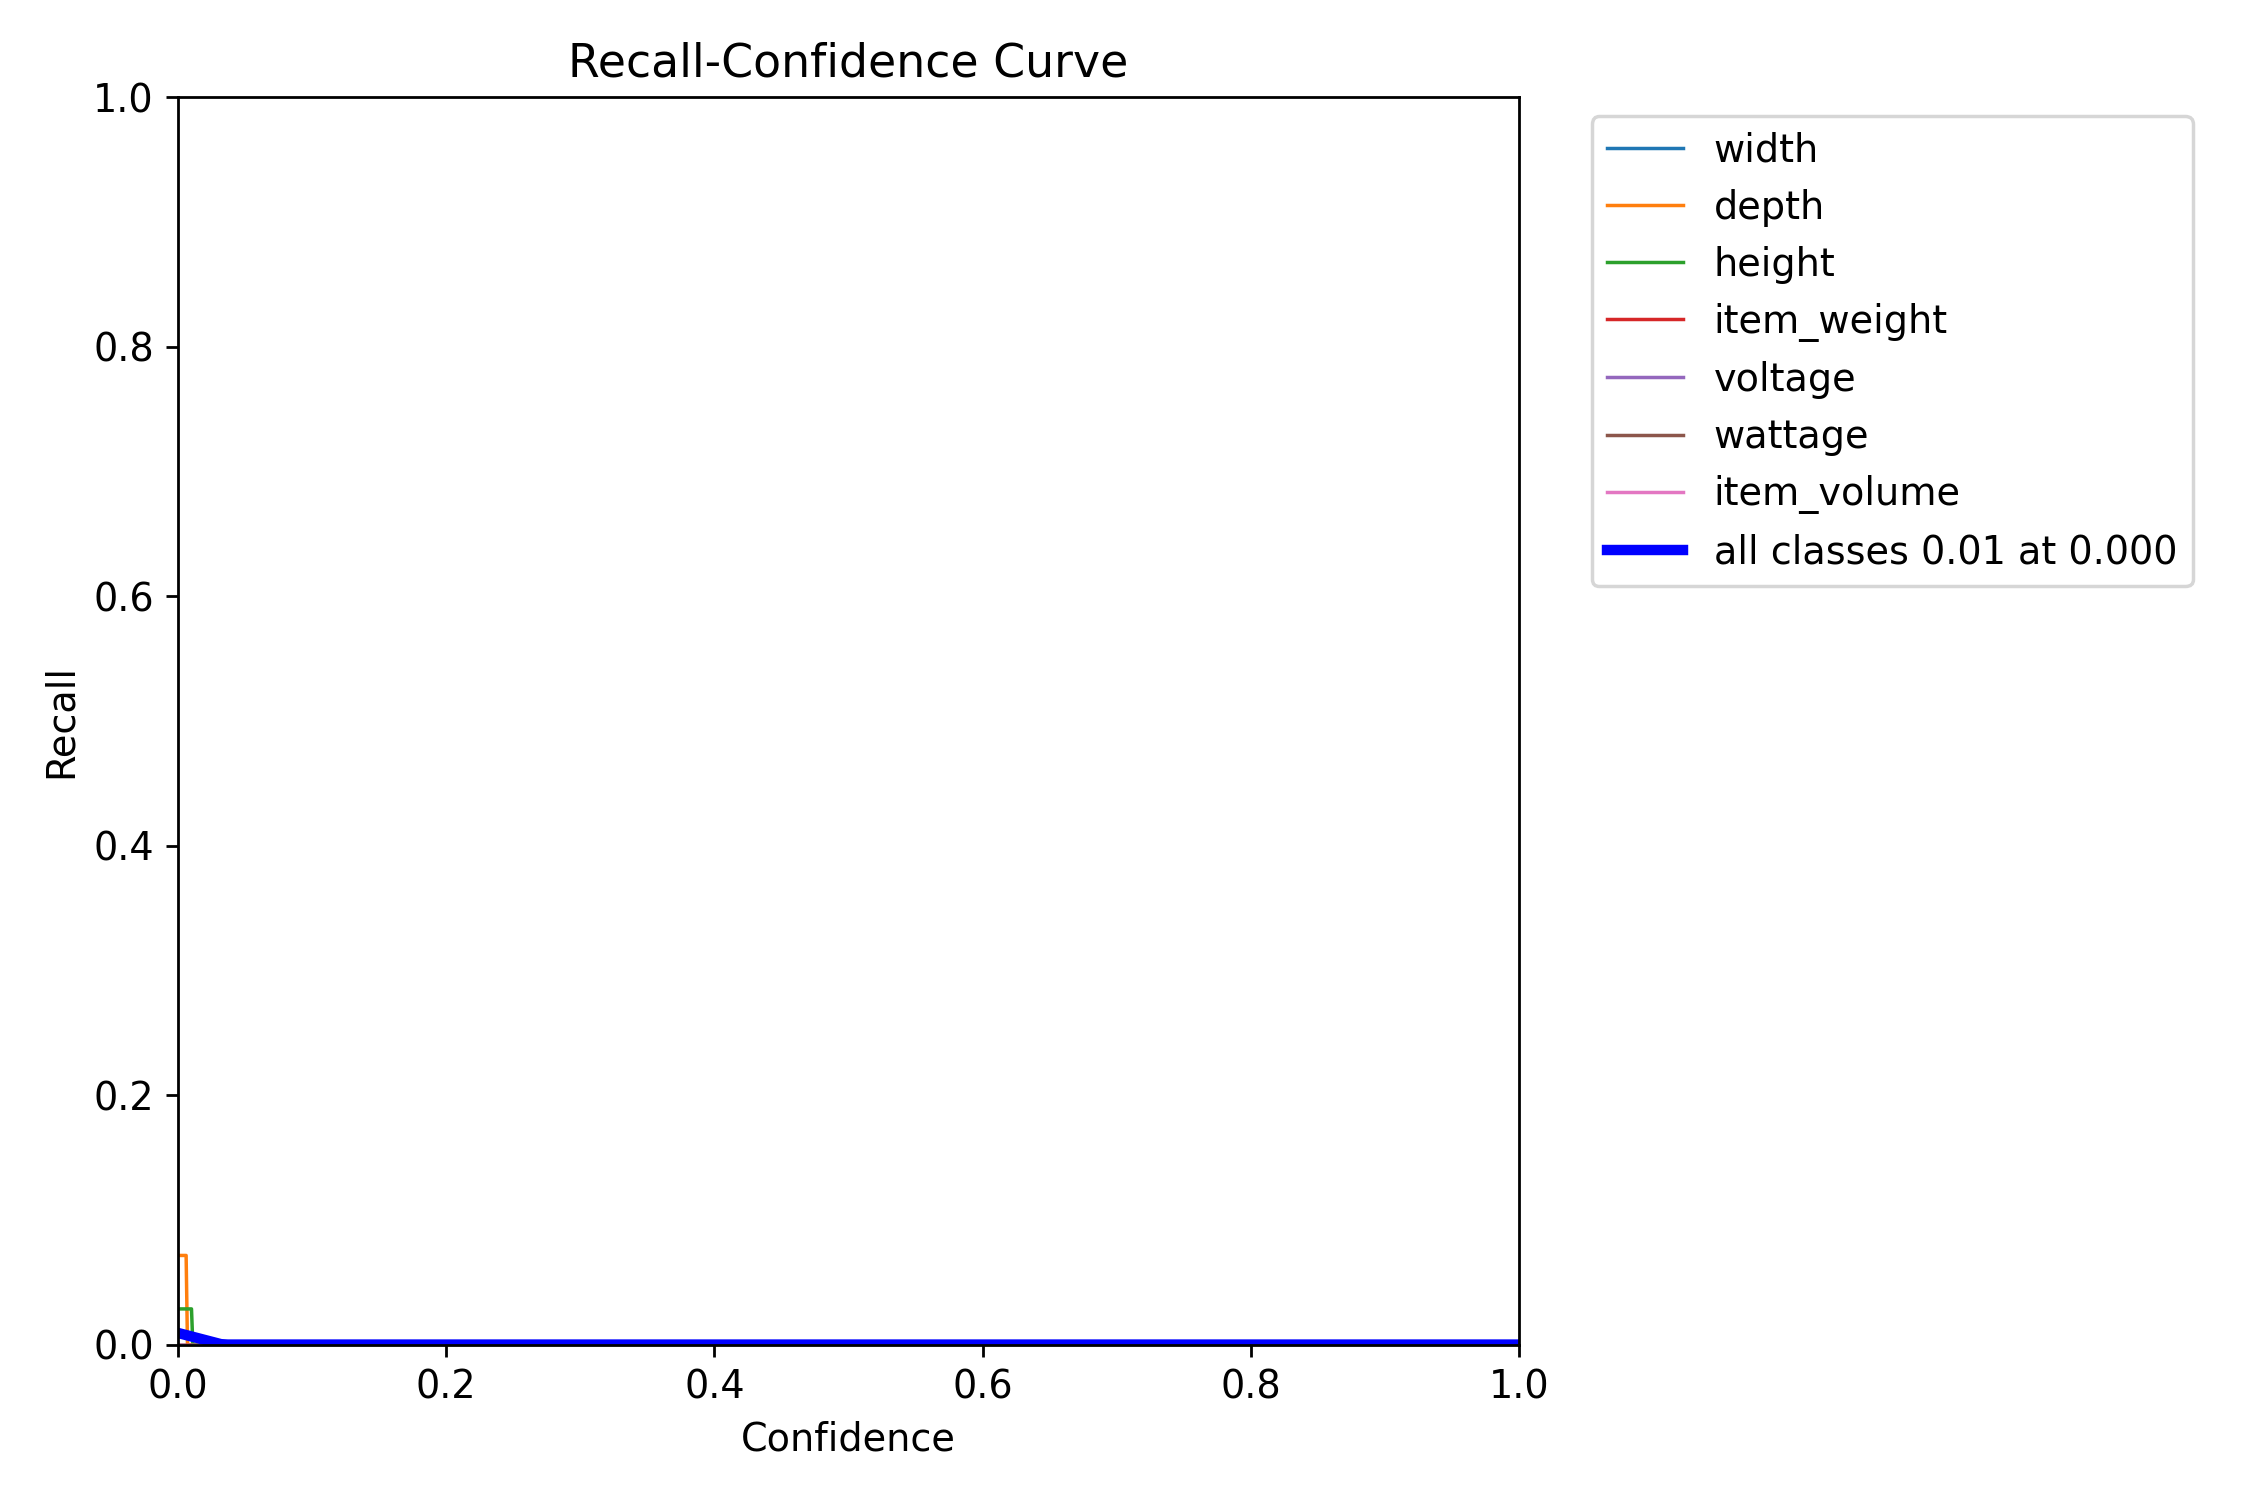 Recall-Confidence Curve
1.0
0.8
0.6
0.4
0.2
0.0
Recall
0.0 0.2 0.4 0.6 0.8 1.0
Confidence
width
depth
height
item_weight
voltage
wattage
item_volume
all classes 0.01 at 0.000